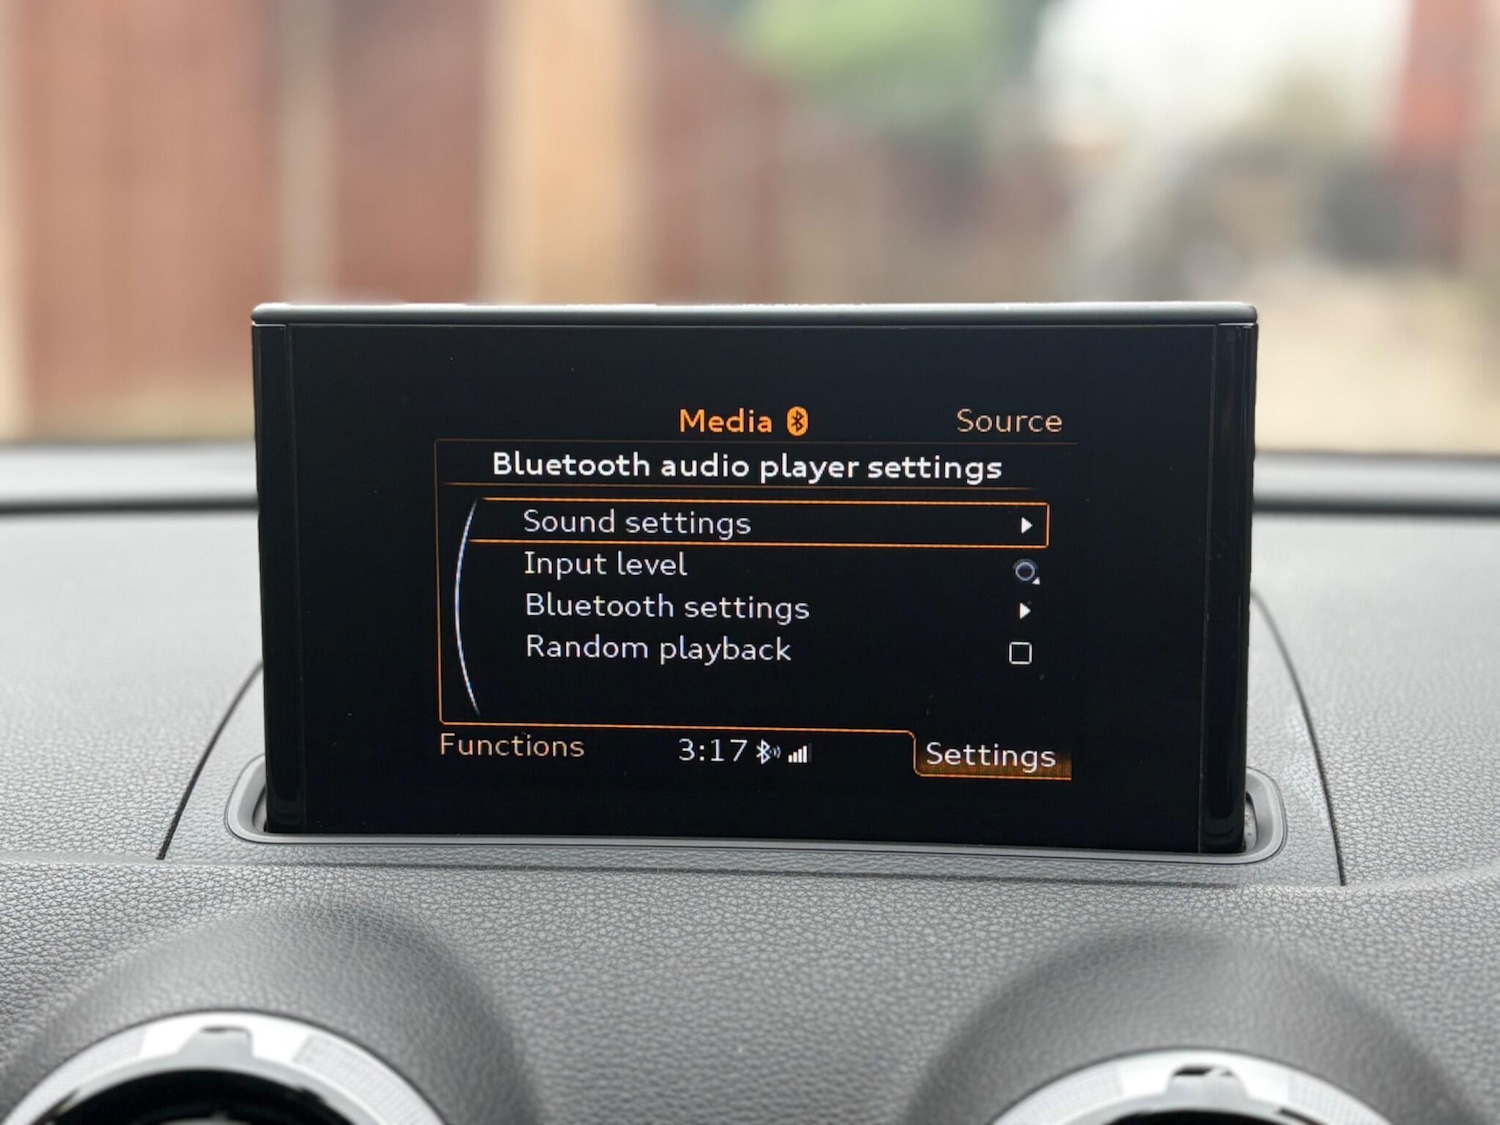 Media Source
Bluetooth audio player settings
Sound settings
Input level
Bluetooth settings
Random playback
Functions 3:17 Settings